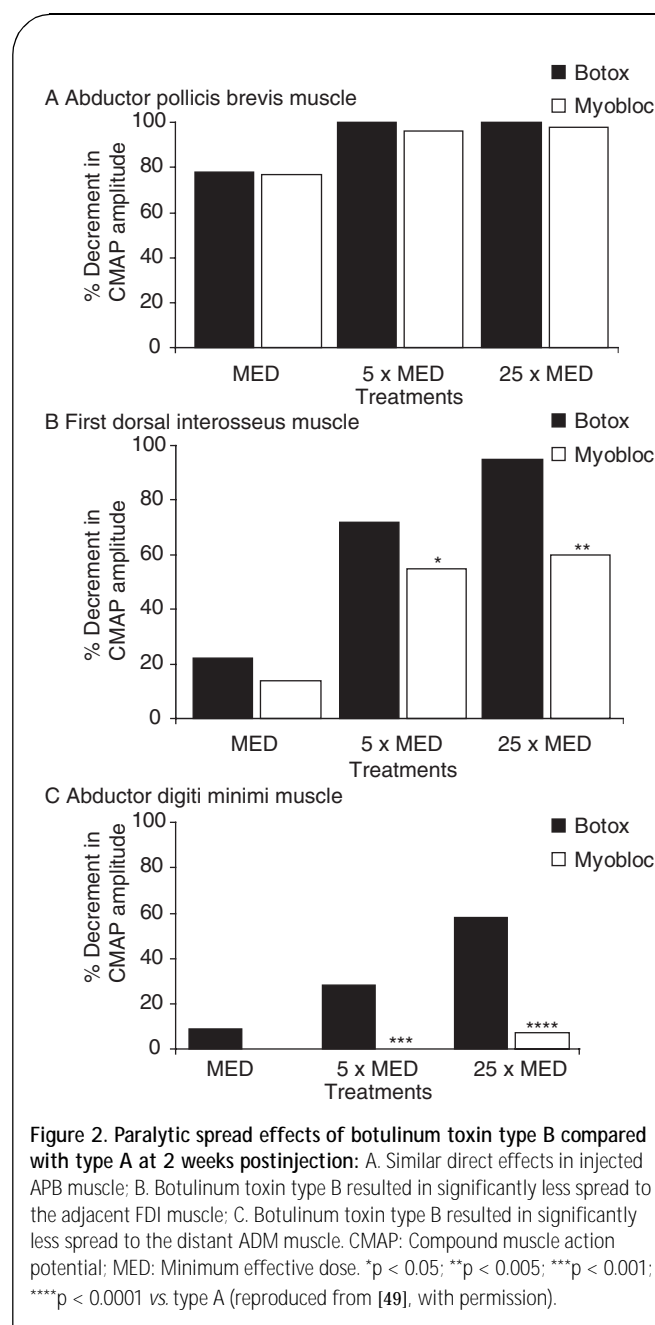 ■ Botox
□ Myobloc
A Abductor pollicis brevis muscle
% Decrement in
CMAP amplitude
100
80
60
40
20
0
MED 5 x MED 25 x MED
Treatments
B First dorsal interosseus muscle
■ Botox
□ Myobloc
% Decrement in
CMAP amplitude
100
80
60
40
20
0
* **
MED 5 x MED 25 x MED
Treatments
C Abductor digiti minimi muscle
■ Botox
□ Myobloc
% Decrement in
CMAP amplitude
100
80
60
40
20
0
*** ****
MED 5 x MED 25 x MED
Treatments
Figure 2. Paralytic spread effects of botulinum toxin type B compared
with type A at 2 weeks postinjection: A. Similar direct effects in injected
APB muscle; B. Botulinum toxin type B resulted in significantly less spread to
the adjacent FDI muscle; C. Botulinum toxin type B resulted in significantly
less spread to the distant ADM muscle. CMAP: Compound muscle action
potential; MED: Minimum effective dose. *p < 0.05; **p < 0.005; ***p < 0.001;
****p < 0.0001 vs. type A (reproduced from [49], with permission).